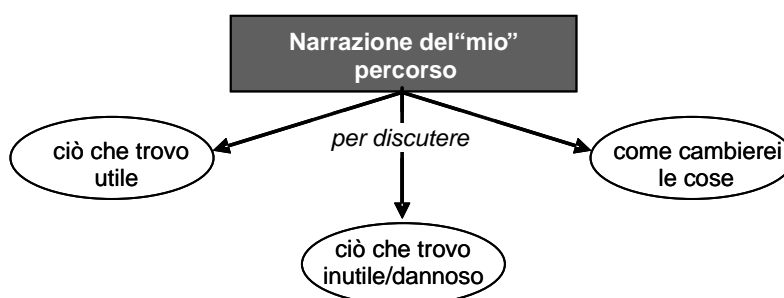 Narrazione del“mio”
percorso
ciò che trovo
utile
per discutere
come cambierei
le cose
ciò che trovo
inutile/dannoso